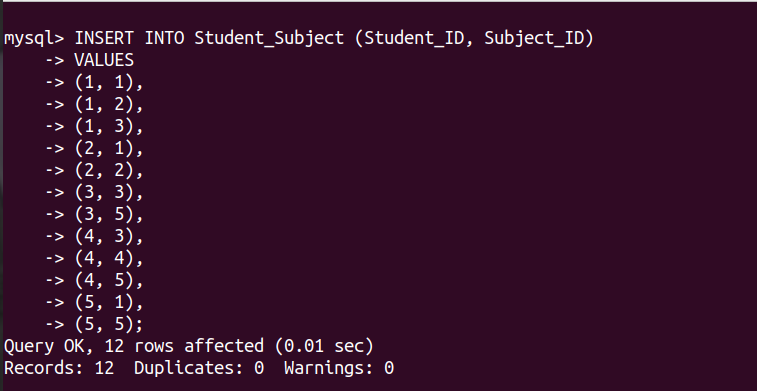 mysql> INSERT INTO Student_Subject (Student_ID, Subject_ID)
    -> VALUES
    -> (1, 1),
    -> (1, 2),
    -> (1, 3),
    -> (2, 1),
    -> (2, 2),
    -> (3, 3),
    -> (3, 5),
    -> (4, 3),
    -> (4, 4),
    -> (4, 5),
    -> (5, 1),
    -> (5, 5);
Query OK, 12 rows affected (0.01 sec)
Records: 12  Duplicates: 0  Warnings: 0